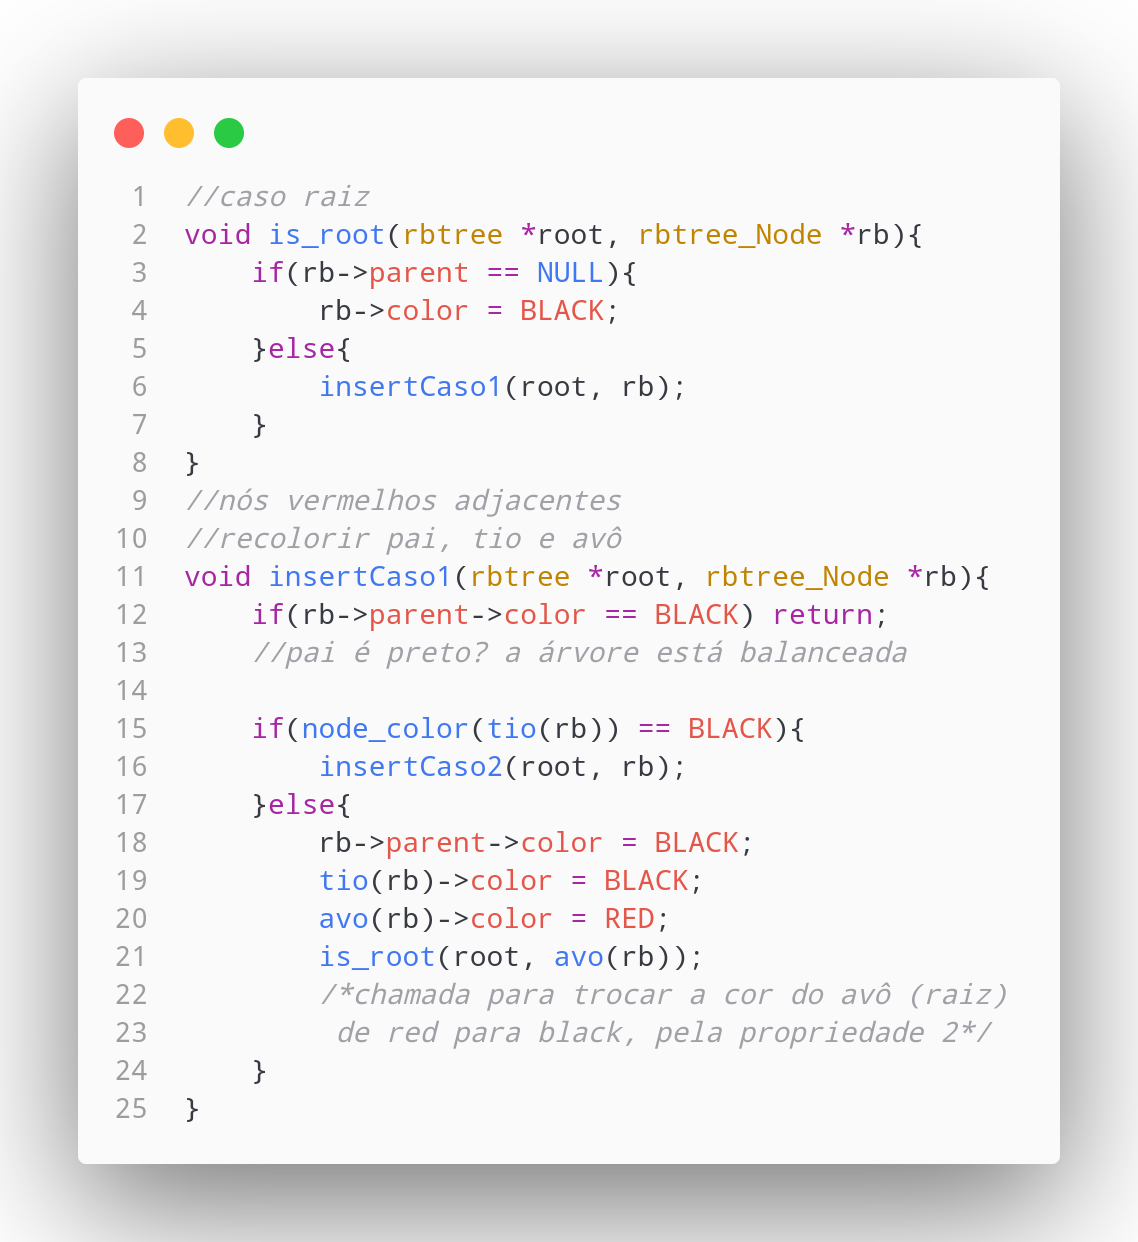 1 //caso raiz
2 void is_root(rbtree *root, rbtree_Node *rb){
3     if(rb->parent == NULL){
4         rb->color = BLACK;
5     }else{
6         insertCaso1(root, rb);
7     }
8 }
9 //nós vermelhos adjacentes
10 //recolorir pai, tio e avô
11 void insertCaso1(rbtree *root, rbtree_Node *rb){
12     if(rb->parent->color == BLACK) return;
13     //pai é preto? a árvore está balanceada
14
15     if(node_color(tio(rb)) == BLACK){
16         insertCaso2(root, rb);
17     }else{
18         rb->parent->color = BLACK;
19         tio(rb)->color = BLACK;
20         avo(rb)->color = RED;
21         is_root(root, avo(rb));
22         /*chamada para trocar a cor do avô (raiz)
23          de red para black, pela propriedade 2*/
24     }
25 }